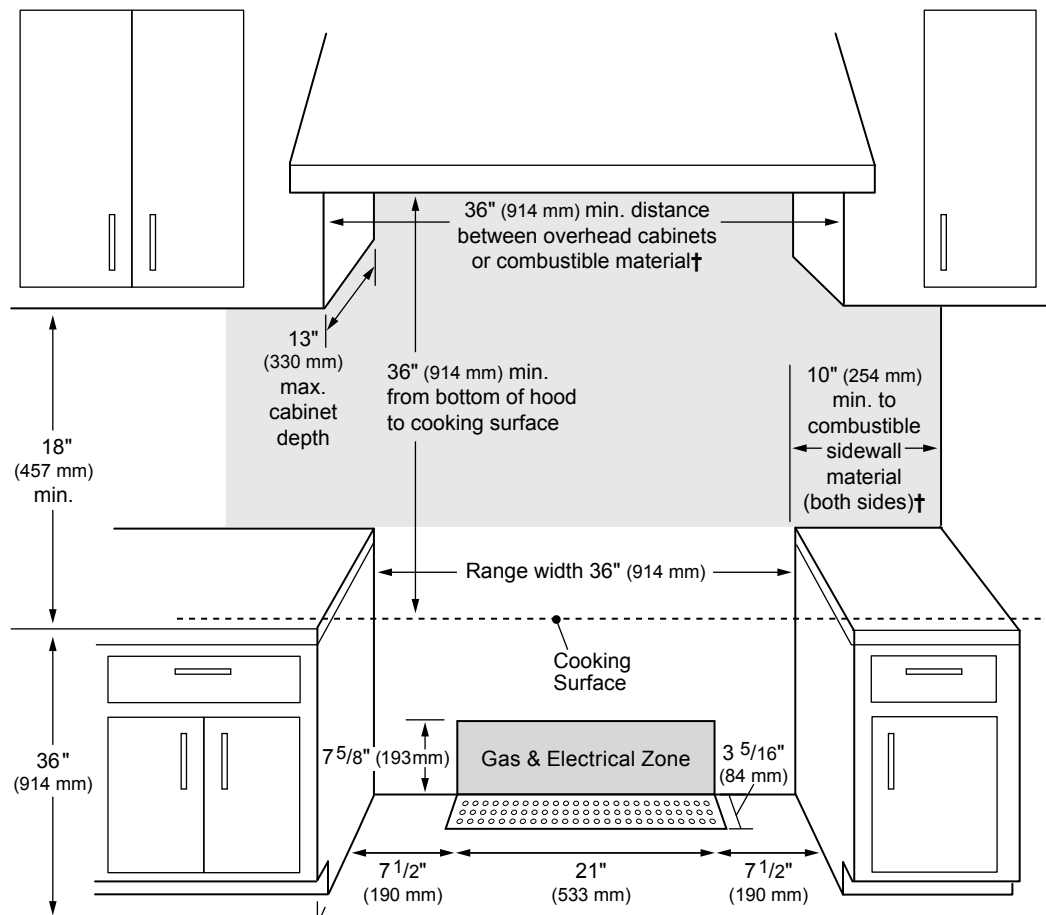 36" (914 mm) min. distance
between overhead cabinets
or combustible material†
13"
(330 mm)
max.
cabinet
depth
36" (914 mm) min.
from bottom of hood
to cooking surface
10" (254 mm)
min. to
combustible
sidewall
material
(both sides)†
18"
(457 mm)
min.
Range width 36" (914 mm)
Cooking
Surface
36"
(914 mm)
7 5/8" (193mm)
Gas & Electrical Zone
3 5/16"
(84 mm)
7 1/2"
(190 mm)
21"
(533 mm)
7 1/2"
(190 mm)